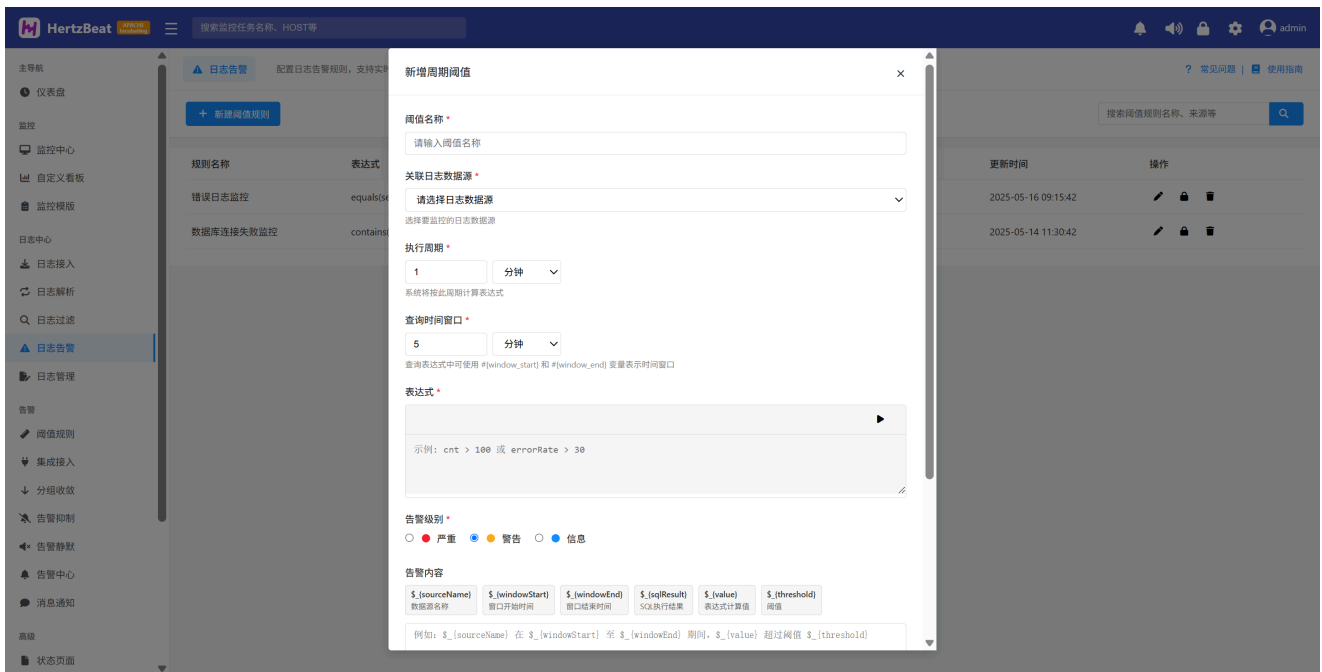 HertzBeat APACHE Incubating 搜索监控任务名称、HOST等 admin
主导航
仪表盘
监控
监控中心
自定义看板
监控模版
日志中心
日志接入
日志解析
日志过滤
日志告警
日志管理
告警
阈值规则
集成接入
分组收敛
告警抑制
告警静默
告警中心
消息通知
高级
状态页面
日志告警 配置日志告警规则，支持实时 ? 常见问题 | 使用指南
+ 新建阈值规则 搜索阈值规则名称、来源等
规则名称 表达式 更新时间 操作
错误日志监控 equals(se 2025-05-16 09:15:42
数据库连接失败监控 contains( 2025-05-14 11:30:42
新增周期阈值 ×
阈值名称 *
请输入阈值名称
关联日志数据源 *
请选择日志数据源
选择要监控的日志数据源
执行周期 *
1 分钟
系统将按此周期计算表达式
查询时间窗口 *
5 分钟
查询表达式中可使用 #{window_start} 和 #{window_end} 变量表示时间窗口
表达式 *
示例: cnt > 100 或 errorRate > 30
告警级别 *
严重 警告 信息
告警内容
$_{sourceName} $_{windowStart} $_{windowEnd} $_{sqlResult} $_{value} $_{threshold}
数据源名称 窗口开始时间 窗口结束时间 SQL执行结果 表达式计算值 阈值
例如: $_{sourceName} 在 $_{windowStart} 至 $_{windowEnd} 期间, $_{value} 超过阈值 $_{threshold}